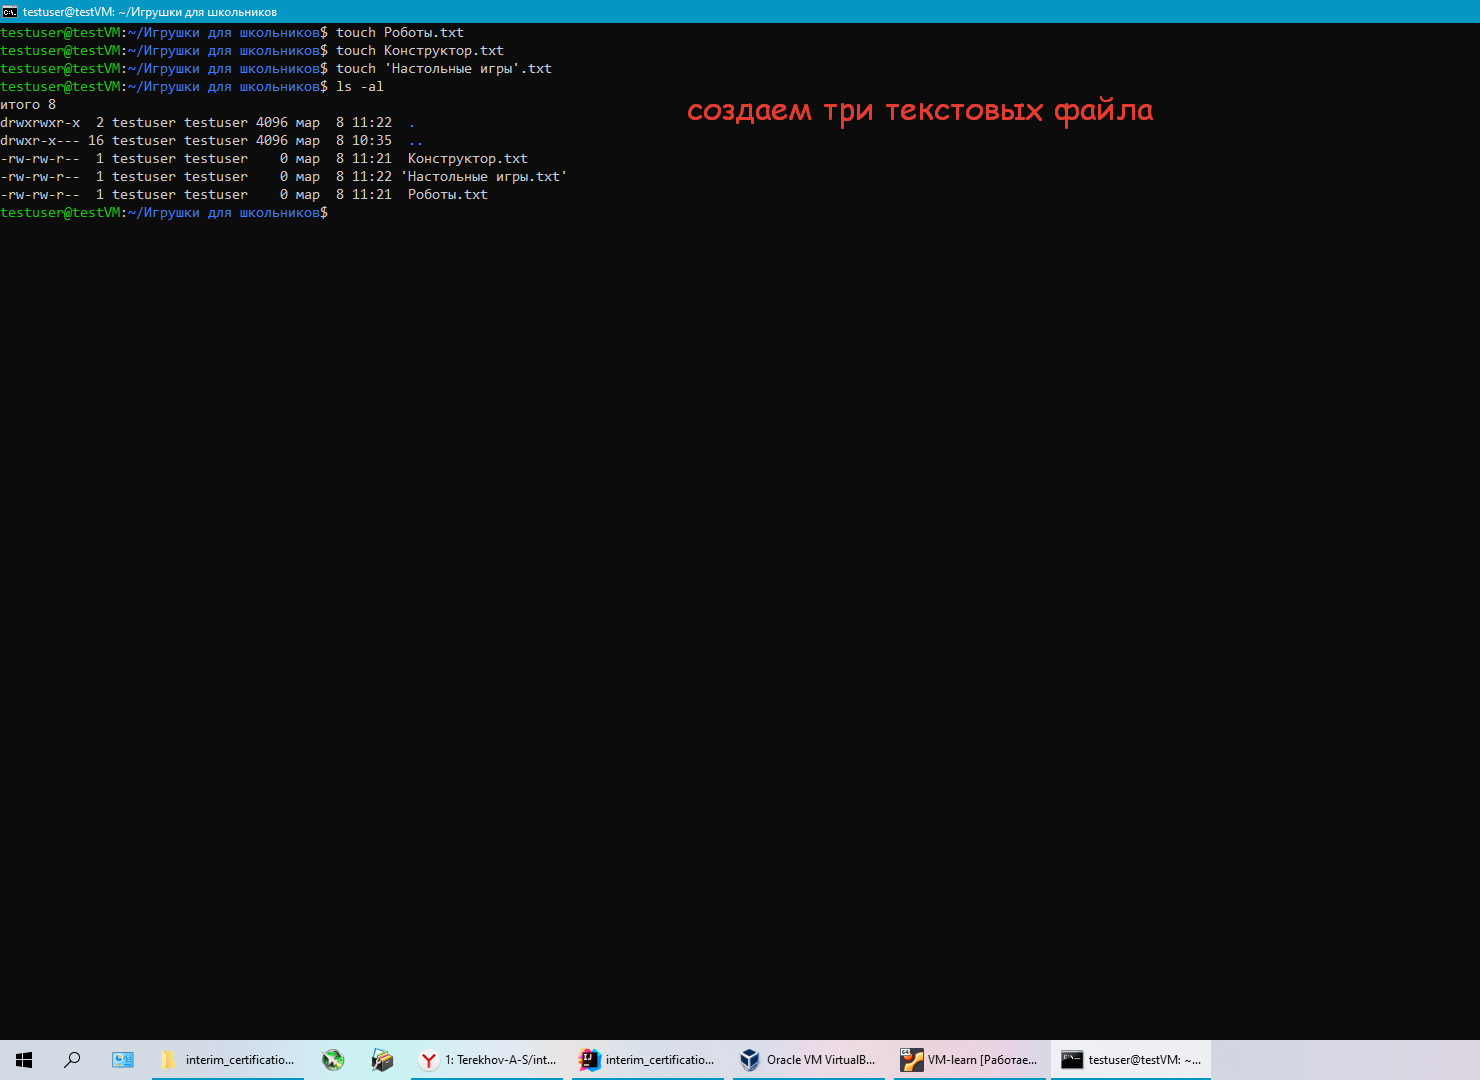 testuser@testVM: ~/Игрушки для школьников
testuser@testVM:~/Игрушки для школьников$ touch Роботы.txt
testuser@testVM:~/Игрушки для школьников$ touch Конструктор.txt
testuser@testVM:~/Игрушки для школьников$ touch 'Настольные игры'.txt
testuser@testVM:~/Игрушки для школьников$ ls -al
итого 8
создаем три текстовых файла
drwxrwxr-x  2 testuser testuser 4096 мар  8 11:22  .
drwxr-x--- 16 testuser testuser 4096 мар  8 10:35  ..
-rw-rw-r--  1 testuser testuser    0 мар  8 11:21  Конструктор.txt
-rw-rw-r--  1 testuser testuser    0 мар  8 11:22 'Настольные игры.txt'
-rw-rw-r--  1 testuser testuser    0 мар  8 11:21  Роботы.txt
testuser@testVM:~/Игрушки для школьников$
interim_certificatio... 1: Terekhov-A-S/int... interim_certificatio... Oracle VM VirtualB... VM-learn [Работае... testuser@testVM: ~...